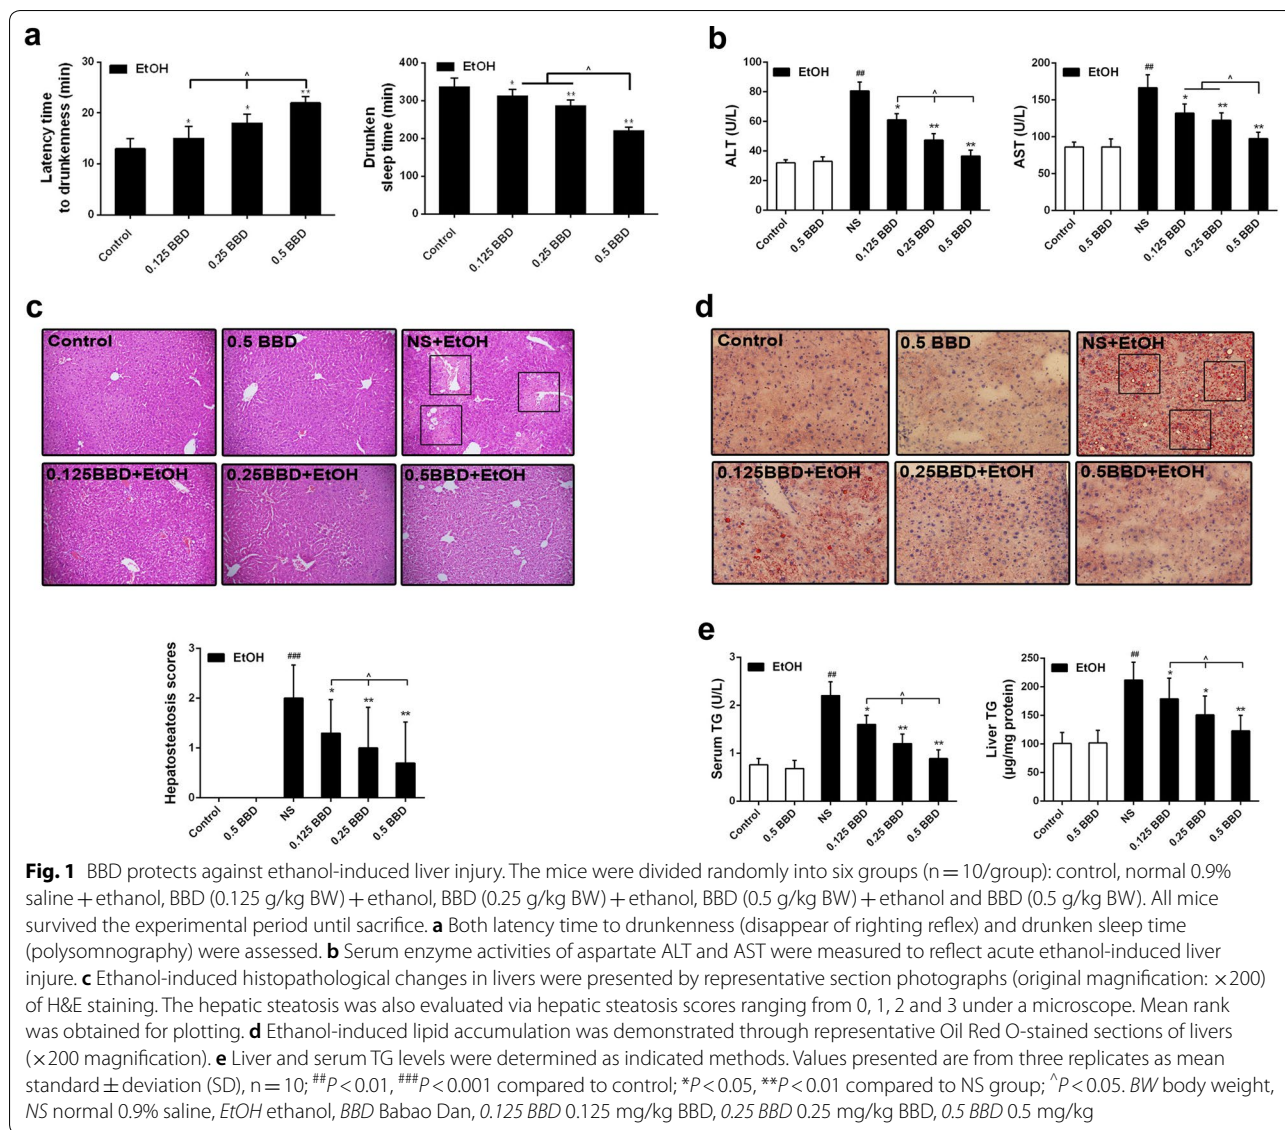 a
EtOH
Latency time
to drunkenness (min)
30
20
10
0
*
*
**
^
Control
0.125 BBD
0.25 BBD
0.5 BBD
EtOH
Drunken
sleep time (min)
400
300
200
100
0
*
**
**
^
Control
0.125 BBD
0.25 BBD
0.5 BBD
b
EtOH
ALT (U/L)
100
80
60
40
20
0
##
*
**
**
^
Control
0.5 BBD
NS
0.125 BBD
0.25 BBD
0.5 BBD
EtOH
AST (U/L)
200
150
100
50
0
##
*
**
**
^
Control
0.5 BBD
NS
0.125 BBD
0.25 BBD
0.5 BBD
c
Control
0.5 BBD
NS+EtOH
0.125BBD+EtOH
0.25BBD+EtOH
0.5BBD+EtOH
EtOH
Hepatosteatosis scores
3
2
1
0
###
*
**
**
^
Control
0.5 BBD
NS
0.125 BBD
0.25 BBD
0.5 BBD
d
Control
0.5 BBD
NS+EtOH
0.125BBD+EtOH
0.25BBD+EtOH
0.5BBD+EtOH
e
EtOH
Serum TG (U/L)
3
2
1
0
##
*
**
**
^
Control
0.5 BBD
NS
0.125 BBD
0.25 BBD
0.5 BBD
EtOH
Liver TG
(μg/mg protein)
250
200
150
100
50
0
##
*
*
**
^
Control
0.5 BBD
NS
0.125 BBD
0.25 BBD
0.5 BBD
Fig. 1 BBD protects against ethanol-induced liver injury. The mice were divided randomly into six groups (n = 10/group): control, normal 0.9%
saline + ethanol, BBD (0.125 g/kg BW) + ethanol, BBD (0.25 g/kg BW) + ethanol, BBD (0.5 g/kg BW) + ethanol and BBD (0.5 g/kg BW). All mice
survived the experimental period until sacrifice. a Both latency time to drunkenness (disappear of righting reflex) and drunken sleep time
(polysomnography) were assessed. b Serum enzyme activities of aspartate ALT and AST were measured to reflect acute ethanol-induced liver
injure. c Ethanol-induced histopathological changes in livers were presented by representative section photographs (original magnification: ×200)
of H&E staining. The hepatic steatosis was also evaluated via hepatic steatosis scores ranging from 0, 1, 2 and 3 under a microscope. Mean rank
was obtained for plotting. d Ethanol-induced lipid accumulation was demonstrated through representative Oil Red O-stained sections of livers
(×200 magnification). e Liver and serum TG levels were determined as indicated methods. Values presented are from three replicates as mean
standard ± deviation (SD), n = 10; ##P < 0.01, ###P < 0.001 compared to control; *P < 0.05, **P < 0.01 compared to NS group; ^P < 0.05. BW body weight,
NS normal 0.9% saline, EtOH ethanol, BBD Babao Dan, 0.125 BBD 0.125 mg/kg BBD, 0.25 BBD 0.25 mg/kg BBD, 0.5 BBD 0.5 mg/kg